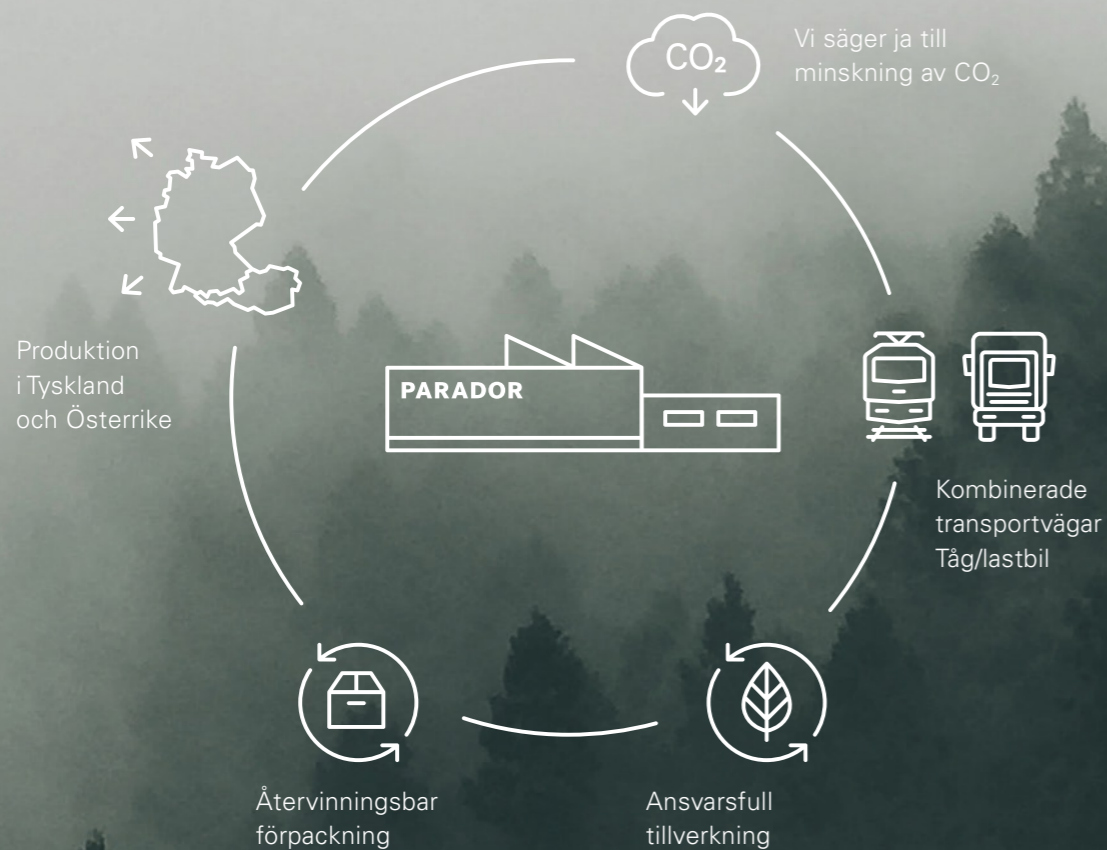 CO₂
Vi säger ja till
minskning av CO₂
Produktion
i Tyskland
och Österrike
PARADOR
Kombinerade
transportvägar
Tåg/lastbil
Återvinningsbar
förpackning
Ansvarsfull
tillverkning